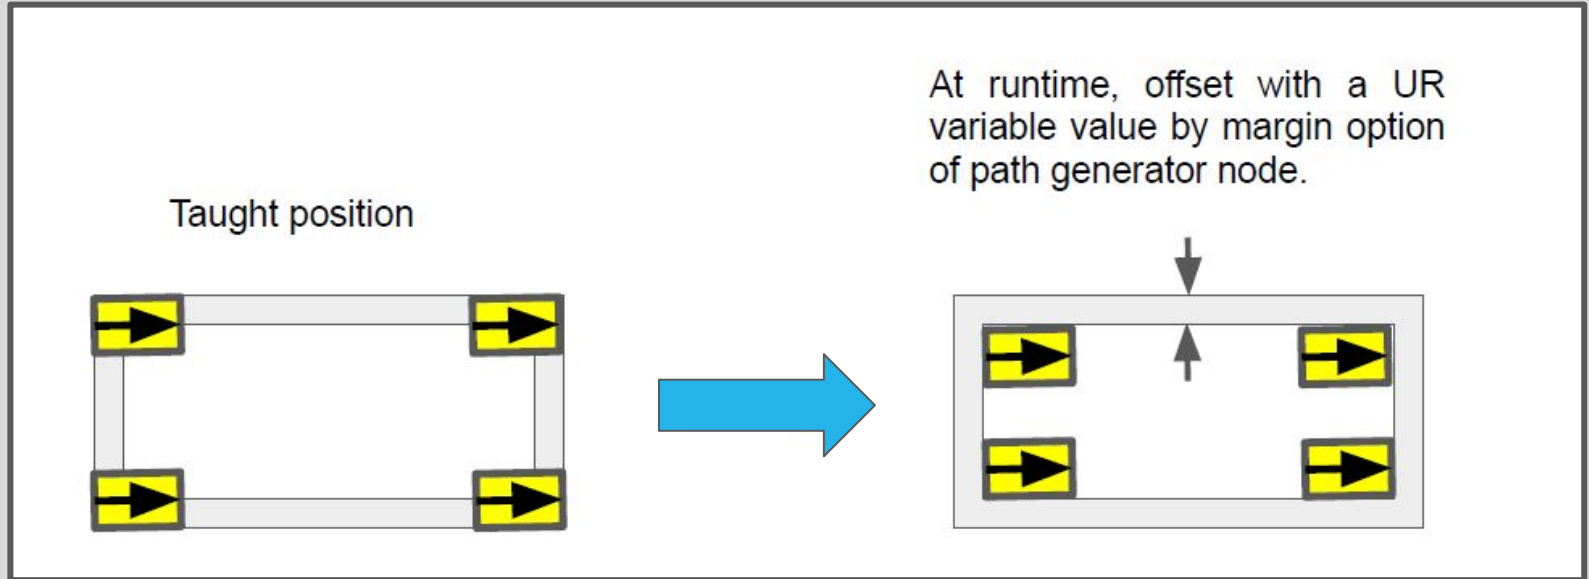 At runtime, offset with a UR
variable value by margin option
of path generator node.
Taught position